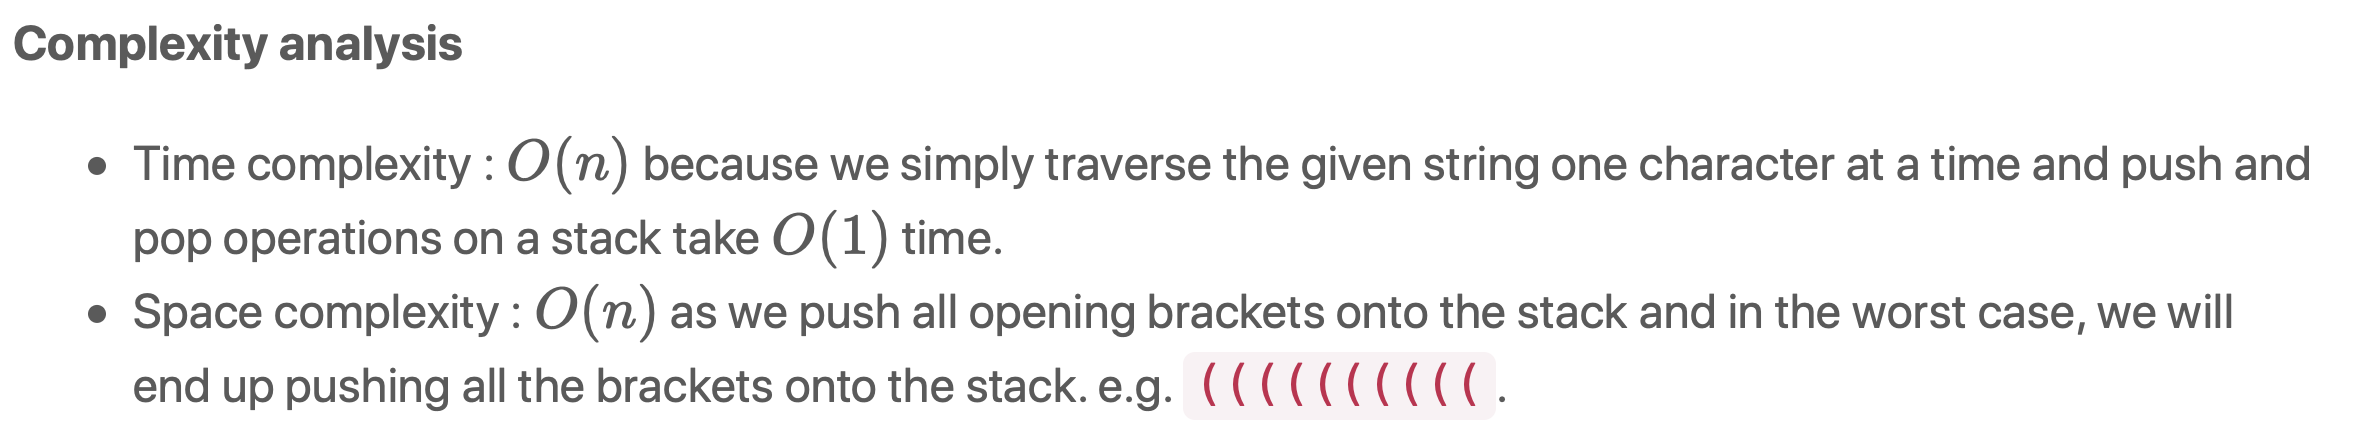 Complexity analysis
• Time complexity : O(n) because we simply traverse the given string one character at a time and push and
pop operations on a stack take O(1) time.
• Space complexity : O(n) as we push all opening brackets onto the stack and in the worst case, we will
end up pushing all the brackets onto the stack. e.g. ((((((((((.